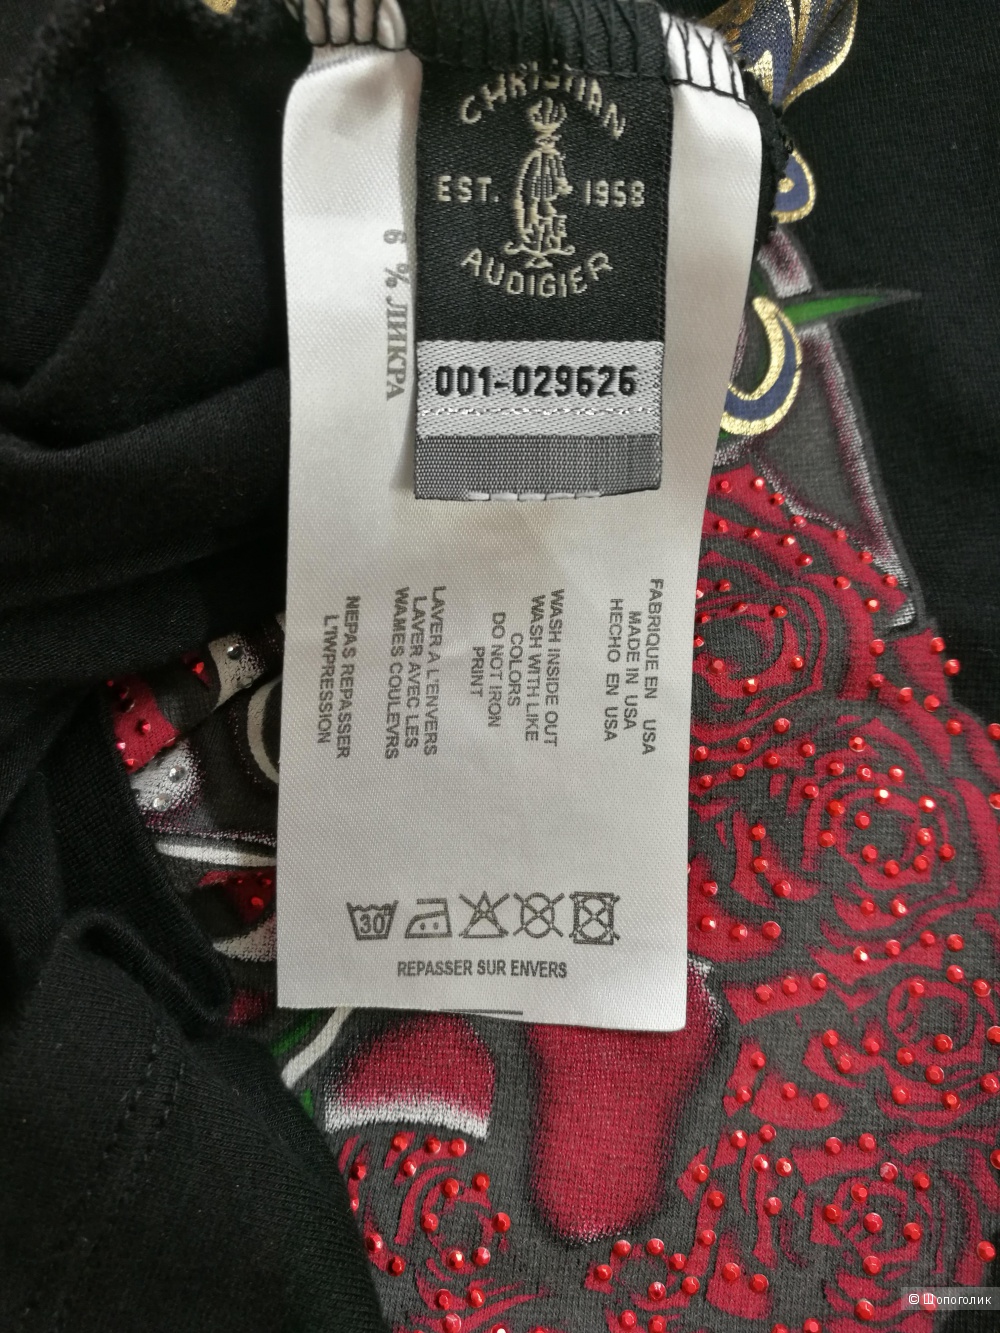 CHRISTIAN
EST. 1958
AUDIGIER
001-029626
6 % ЛИКРА
FABRIQUE EN USA
MADE IN USA
HECHO EN USA
WASH INSIDE OUT
WASH WITH LIKE
COLORS
DO NOT IRON
PRINT
LAVER A L'ENVERS
LAVER AVEC LES
WAMES COULEVRS
NEPAS REPASSER
L'TWPRESSION
30
REPASSER SUR ENVERS
© Шопоголик